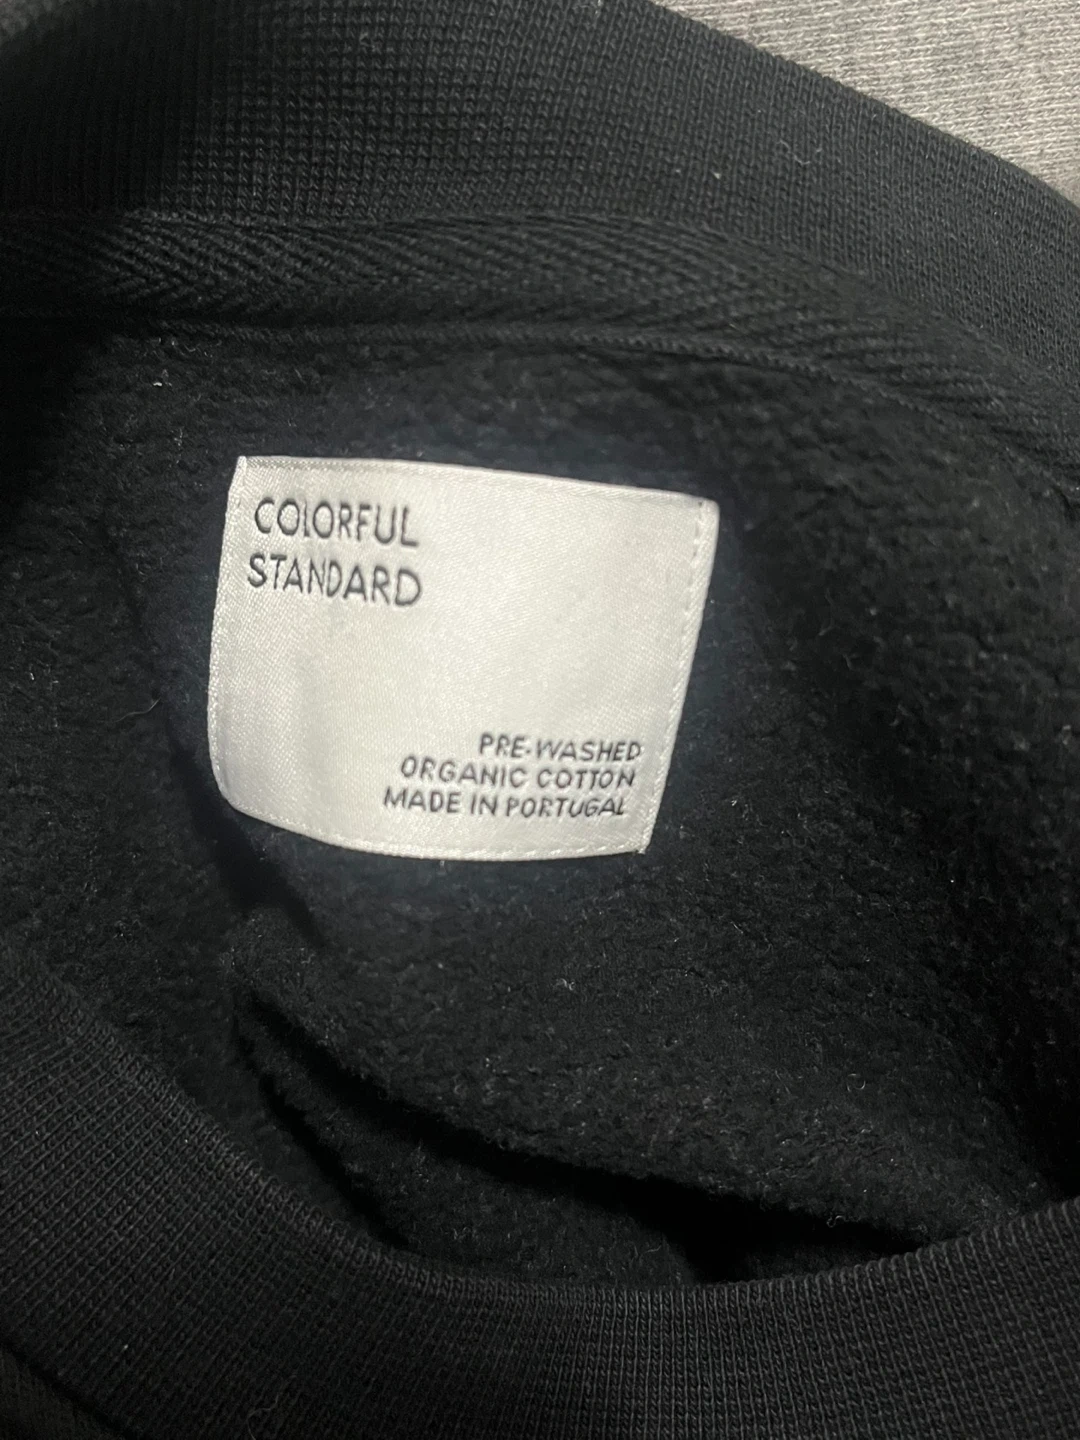 COLORFUL
STANDARD
PRE-WASHED
ORGANIC COTTON
MADE IN PORTUGAL